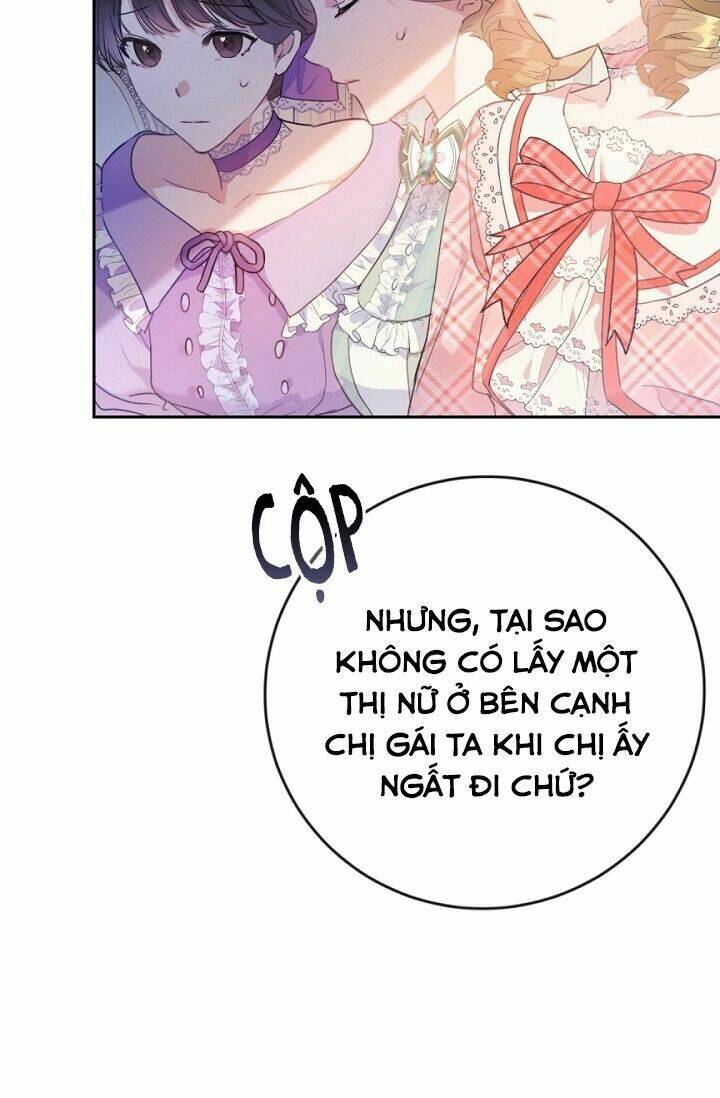 CỘP
NHƯNG, TẠI SAO
KHÔNG CÓ LẤY MỘT
THỊ NỮ Ở BÊN CẠNH
CHỊ GÁI TA KHI CHỊ ẤY
NGẤT ĐI CHỨ?